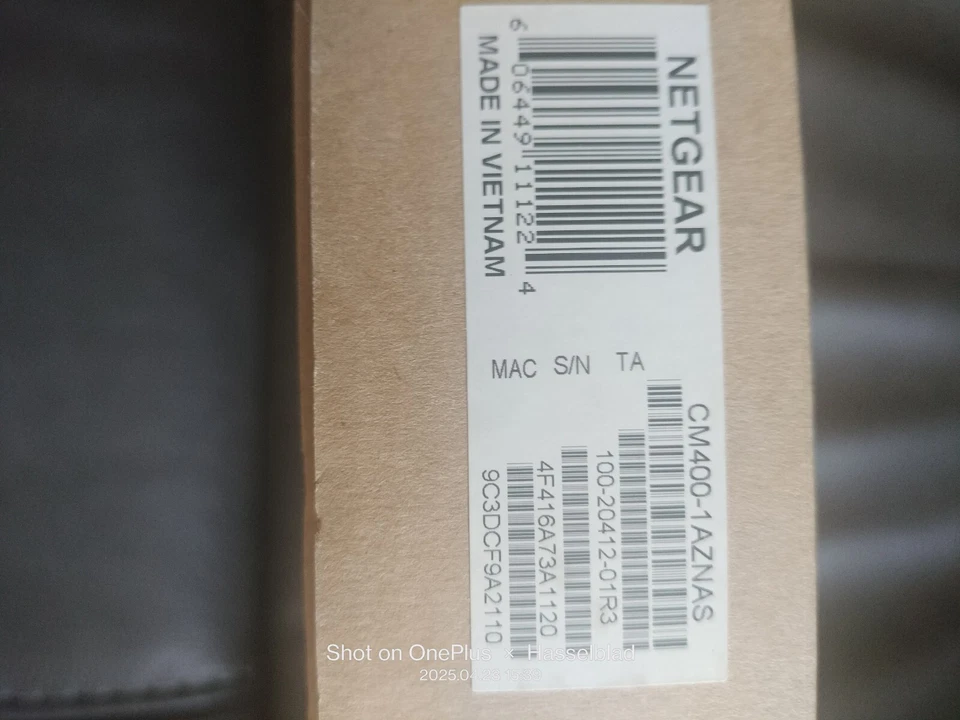 NETGEAR
6 06449 11122 4
MADE IN VIETNAM
CM400-1AZNAS
TA
100-20412-01R3
S/N
4F416A73A1120
MAC
9C3DCF9A2110
Shot on OnePlus × Hasselblad